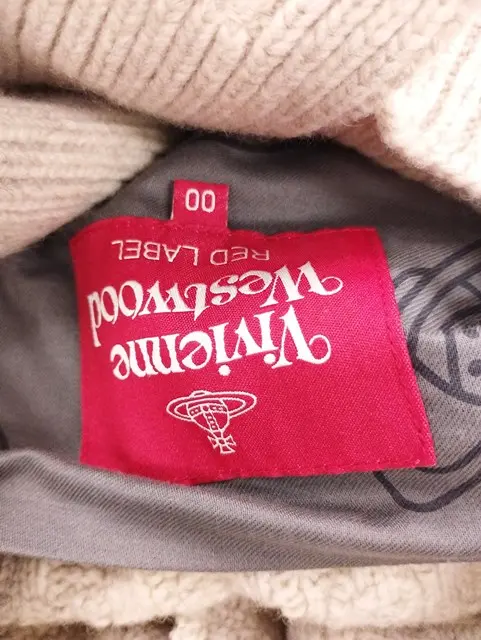 Vivienne
Westwood
RED LABEL
00